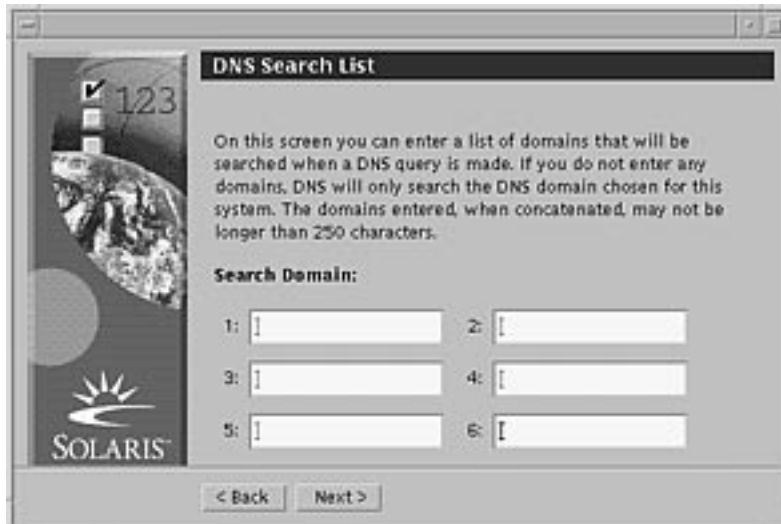 DNS Search List
123
On this screen you can enter a list of domains that will be
searched when a DNS query is made. If you do not enter any
domains, DNS will only search the DNS domain chosen for this
system. The domains entered, when concatenated, may not be
longer than 250 characters.
Search Domain:
1: 2:
3: 4:
5: 6:
SOLARIS™
< Back Next >